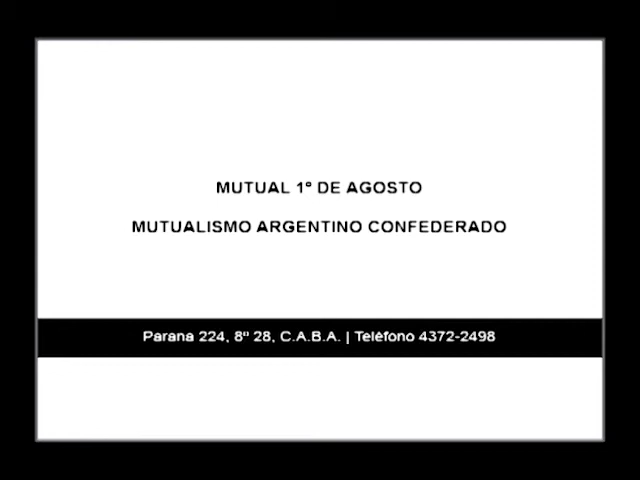 MUTUAL 1º DE AGOSTO
MUTUALISMO ARGENTINO CONFEDERADO
Parana 224, 8º 28, C.A.B.A. | Teléfono 4372-2498